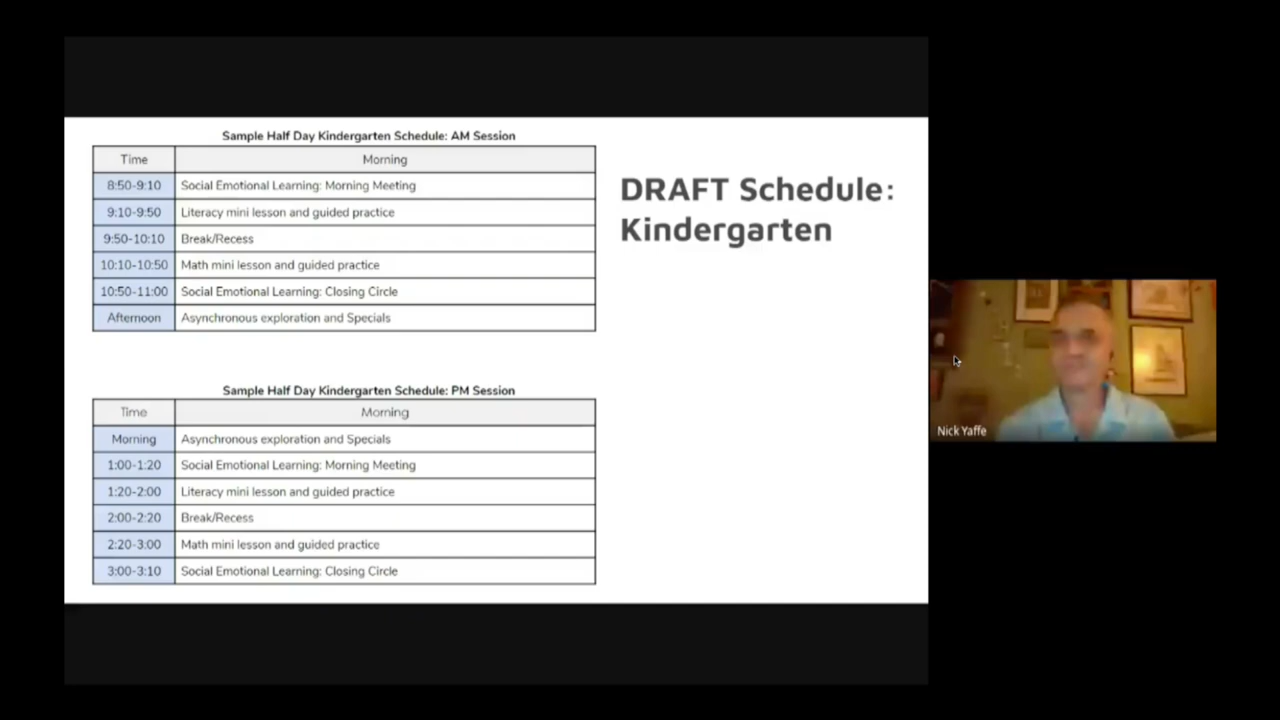 Sample Half Day Kindergarten Schedule: AM Session
Time Morning
8:50-9:10 Social Emotional Learning: Morning Meeting
9:10-9:50 Literacy mini lesson and guided practice
9:50-10:10 Break/Recess
10:10-10:50 Math mini lesson and guided practice
10:50-11:00 Social Emotional Learning: Closing Circle
Afternoon Asynchronous exploration and Specials
Sample Half Day Kindergarten Schedule: PM Session
Time Morning
Morning Asynchronous exploration and Specials
1:00-1:20 Social Emotional Learning: Morning Meeting
1:20-2:00 Literacy mini lesson and guided practice
2:00-2:20 Break/Recess
2:20-3:00 Math mini lesson and guided practice
3:00-3:10 Social Emotional Learning: Closing Circle
DRAFT Schedule:
Kindergarten
Nick Yaffe